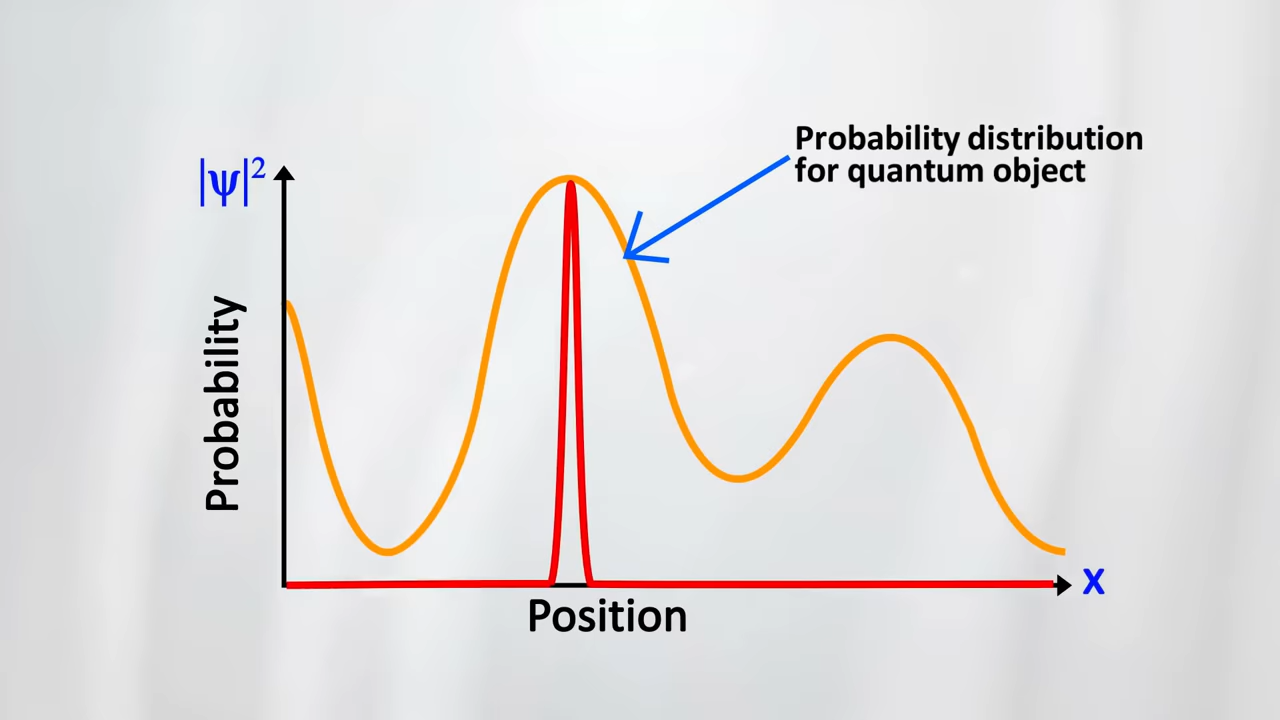 Probability distribution
for quantum object
|ψ|²
Probability
Position
X